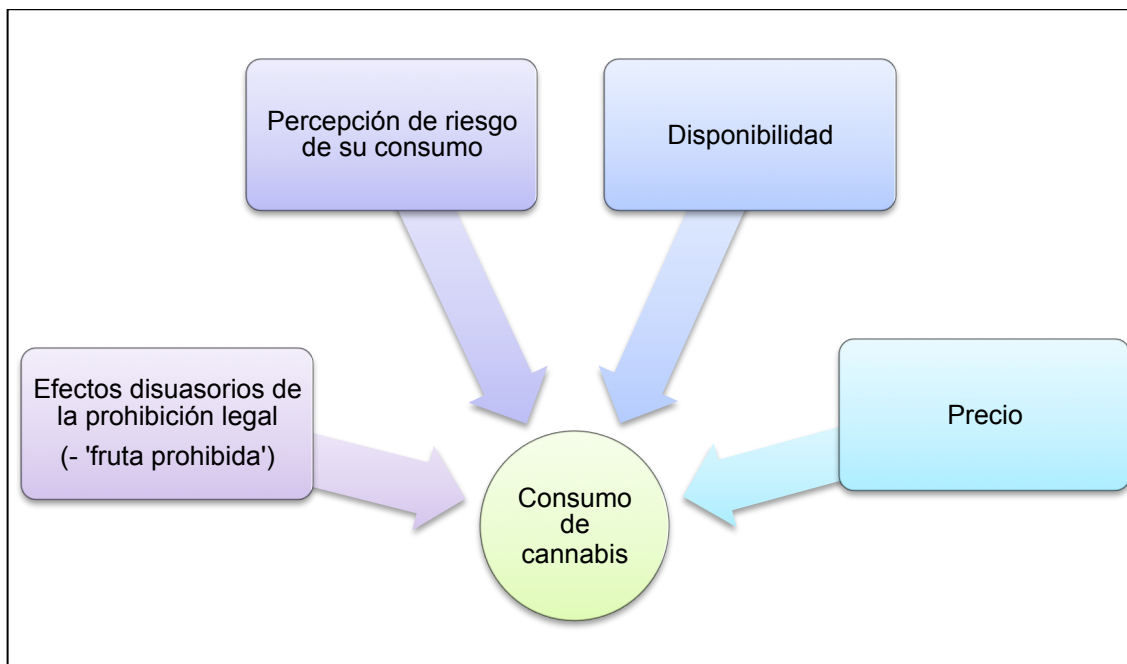 Percepción de riesgo
de su consumo
Disponibilidad
Efectos disuasorios de
la prohibición legal
(- 'fruta prohibida')
Precio
Consumo
de
cannabis